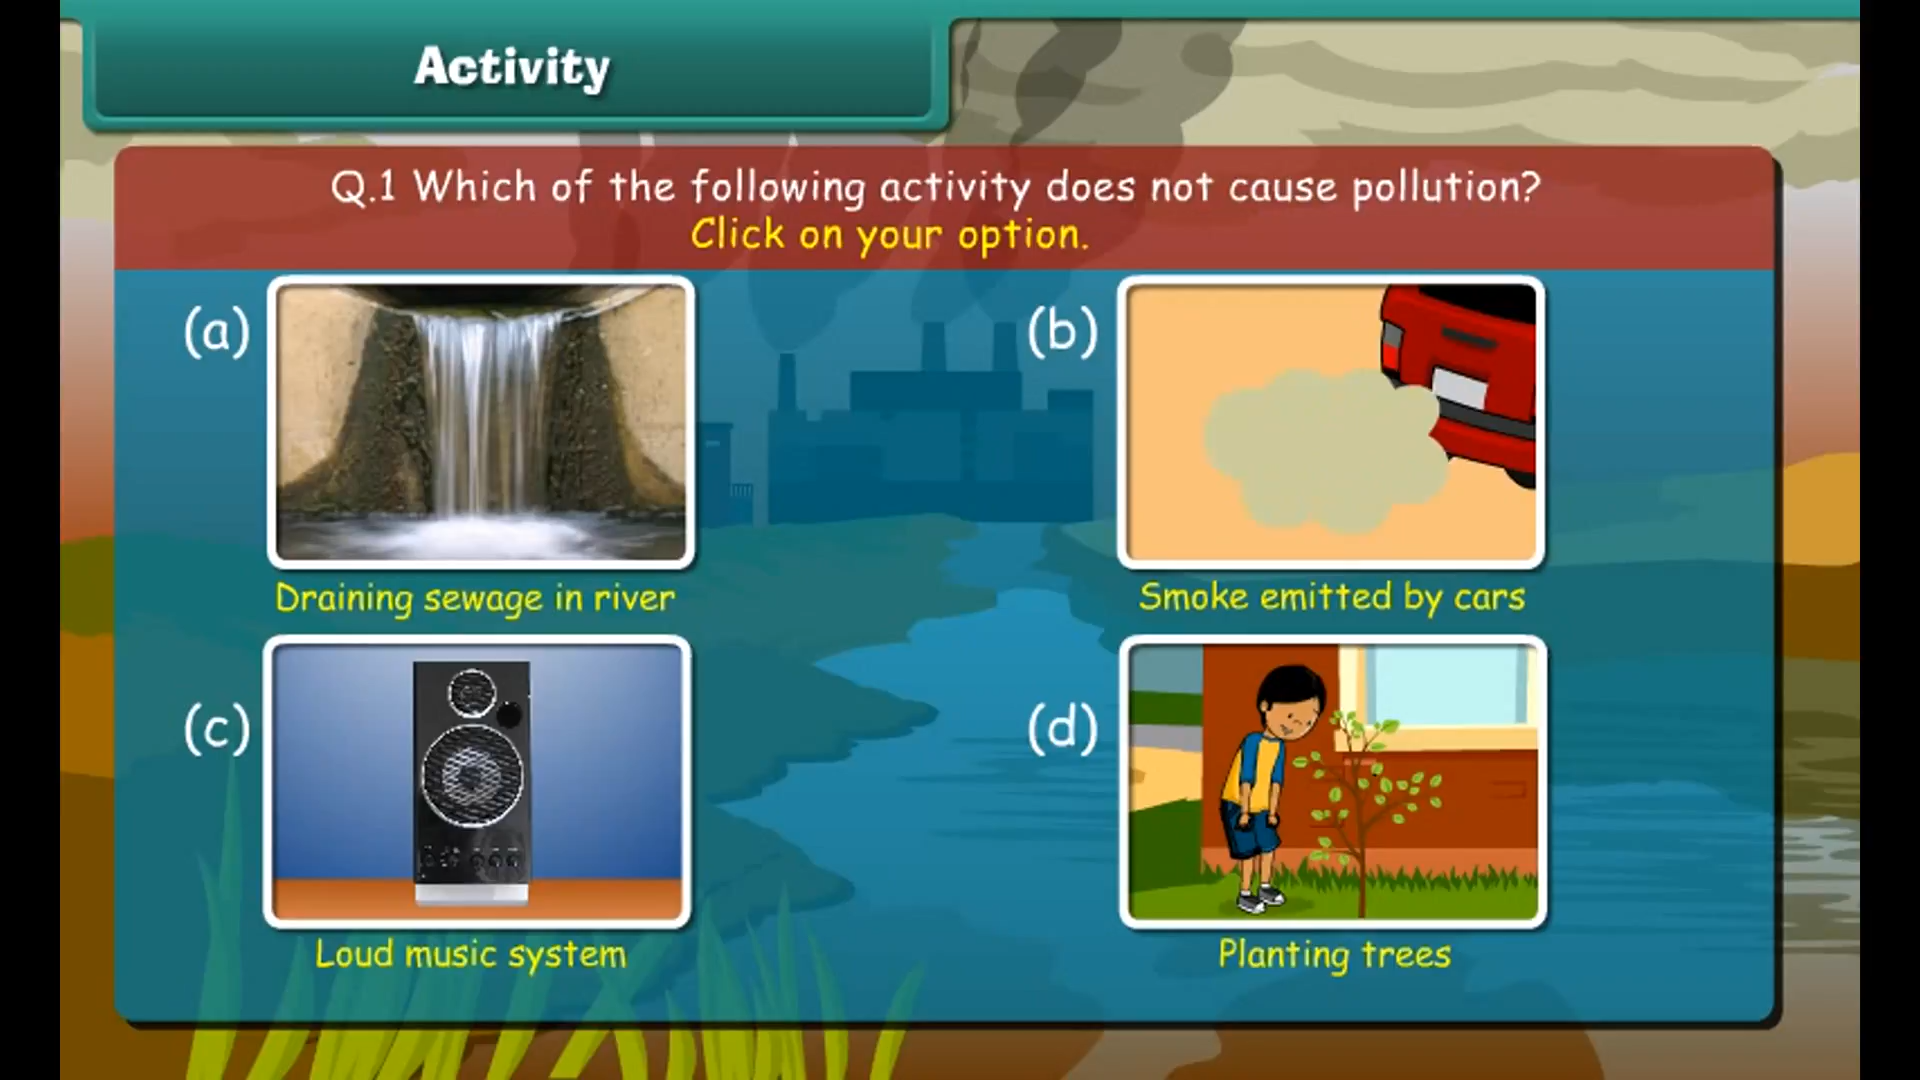 Activity
Q.1 Which of the following activity does not cause pollution?
Click on your option.
(a)
(b)
Draining sewage in river
Smoke emitted by cars
(c)
(d)
Loud music system
Planting trees